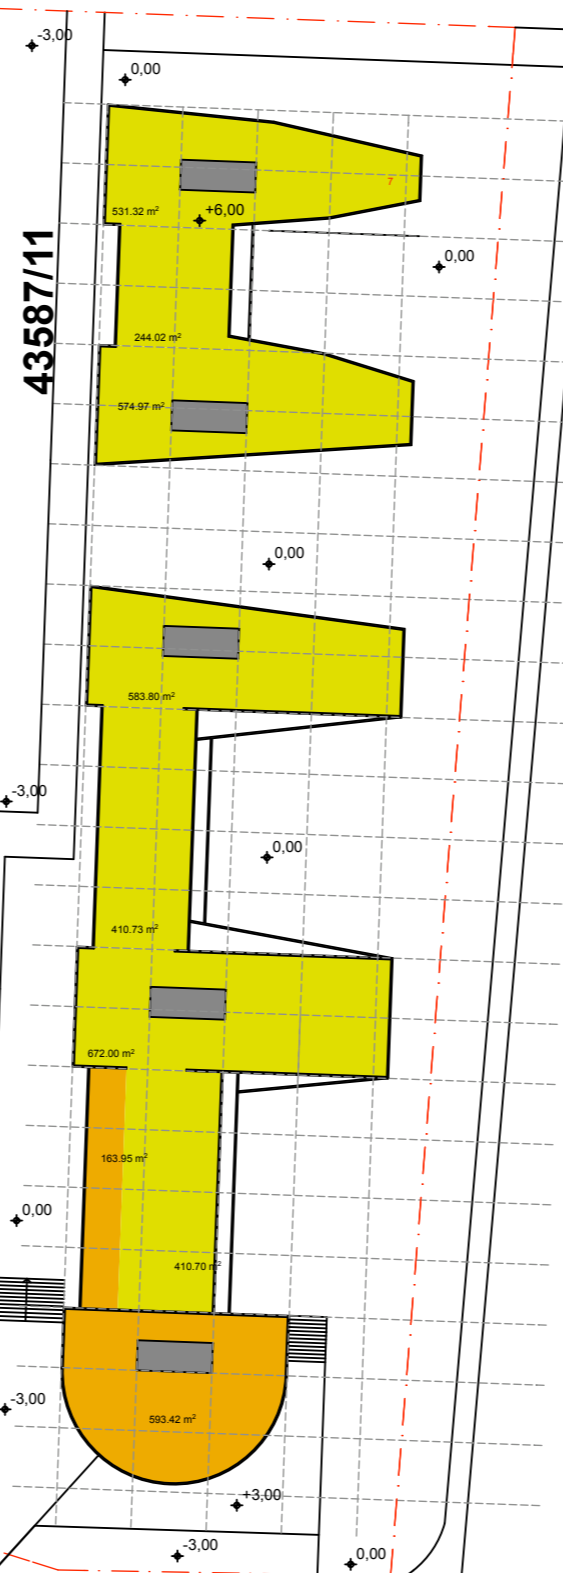 -3,00
0,00
7
531.32 m²
+6,00
0,00
43587/11
244.02 m²
574.97 m²
0,00
583.80 m²
-3,00
0,00
410.73 m²
672.00 m²
163.95 m²
0,00
410.70 m²
-3,00
593.42 m²
+3,00
-3,00
0,00